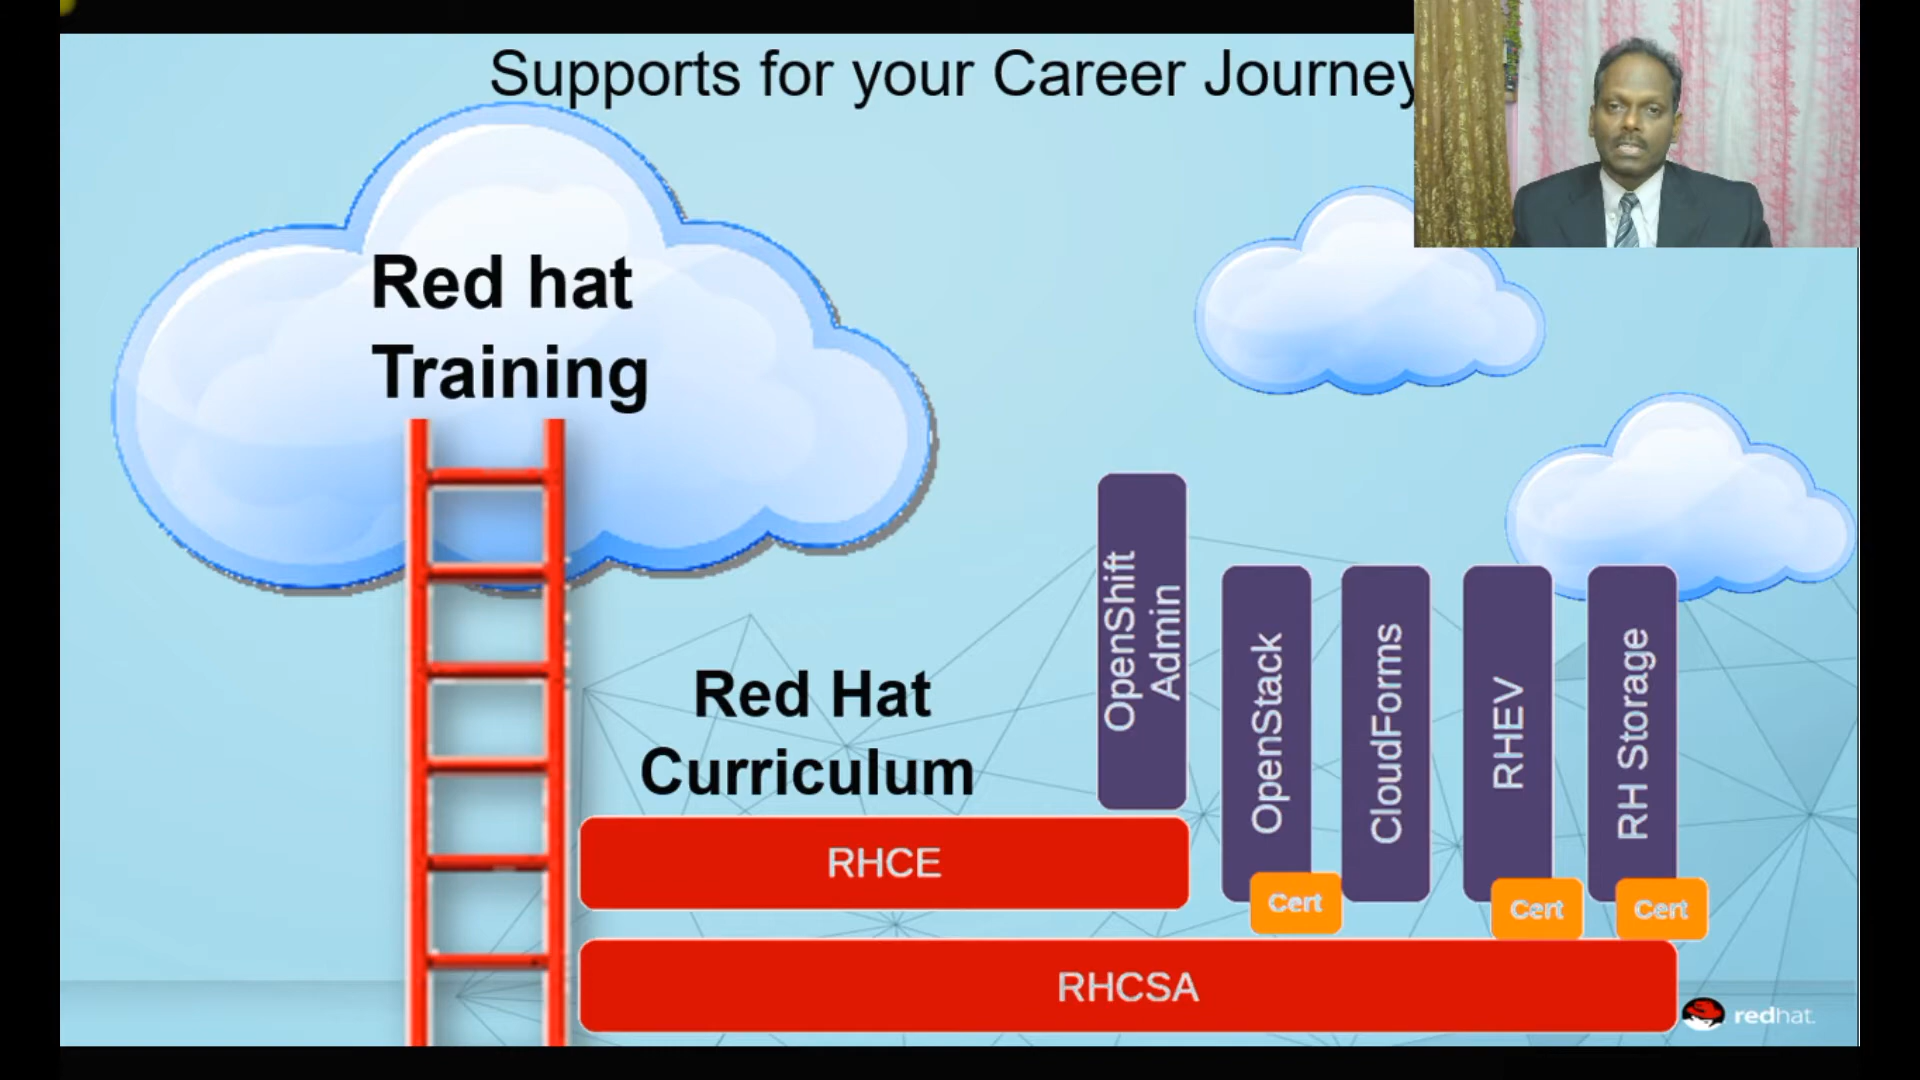 Supports for your Career Journey
Red hat
Training
Red Hat
Curriculum
OpenShift
Admin
OpenStack
CloudForms
RHEV
RH Storage
RHCE
Cert
Cert
Cert
RHCSA
redhat.